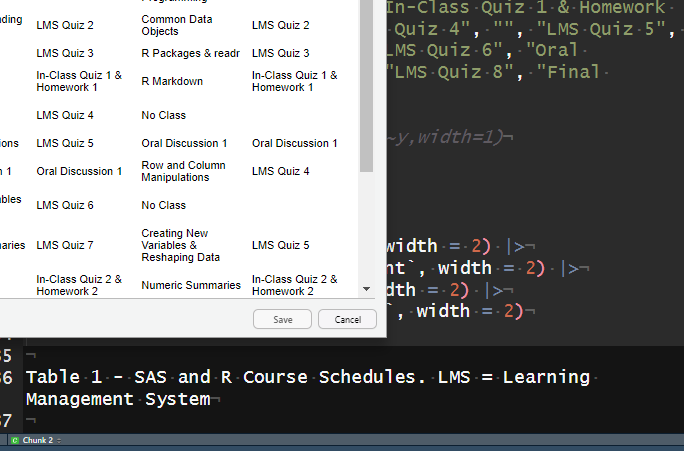 Programming
nding LMS Quiz 2 Common Data Objects LMS Quiz 2
LMS Quiz 3 R Packages & readr LMS Quiz 3
In-Class Quiz 1 & Homework 1 R Markdown In-Class Quiz 1 & Homework 1
LMS Quiz 4 No Class
ions LMS Quiz 5 Oral Discussion 1 Oral Discussion 1
n 1 Oral Discussion 1 Row and Column Manipulations LMS Quiz 4
ables LMS Quiz 6 No Class
naries LMS Quiz 7 Creating New Variables & Reshaping Data LMS Quiz 5
In-Class Quiz 2 & Homework 2 Numeric Summaries In-Class Quiz 2 & Homework 2
Save Cancel
In-Class Quiz 1 & Homework
Quiz 4", "", "LMS Quiz 5",
LMS Quiz 6", "Oral
"LMS Quiz 8", "Final
~y,width=1)¬
width = 2) |>¬
nt`, width = 2) |>¬
dth = 2) |>¬
`, width = 2)¬
35 ¬
36 Table 1 - SAS and R Course Schedules. LMS = Learning
Management System¬
37 ¬
Chunk 2